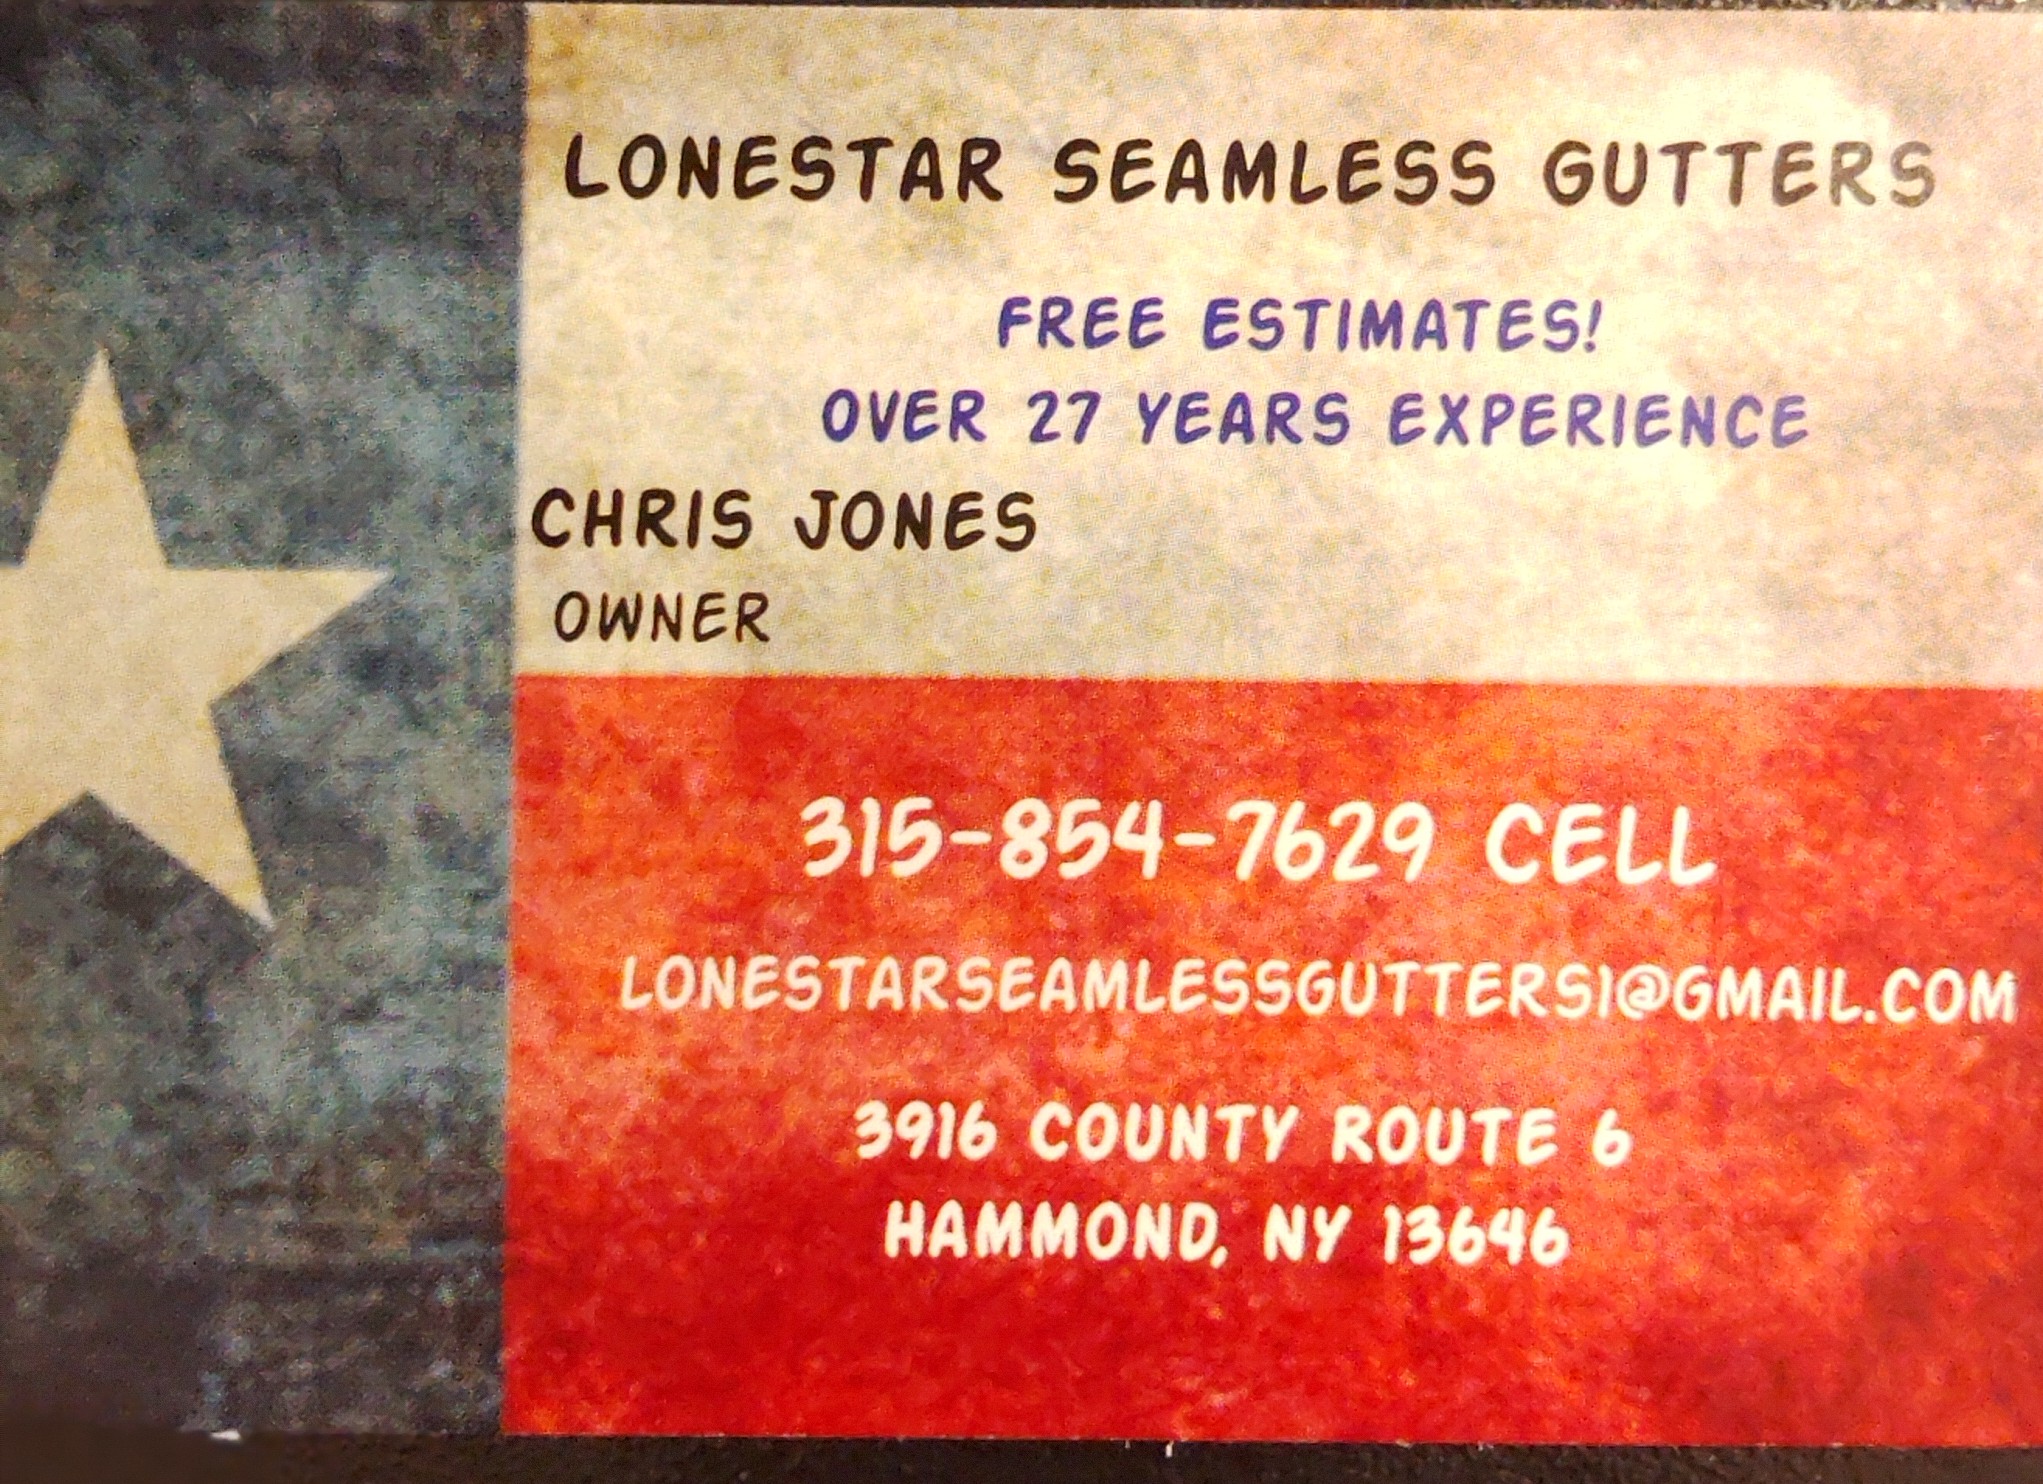 LONESTAR SEAMLESS GUTTERS
FREE ESTIMATES!
OVER 27 YEARS EXPERIENCE
CHRIS JONES
OWNER
315-854-7629 CELL
LONESTARSEAMLESSGUTTERS1@GMAIL.COM
3916 COUNTY ROUTE 6
HAMMOND, NY 13646